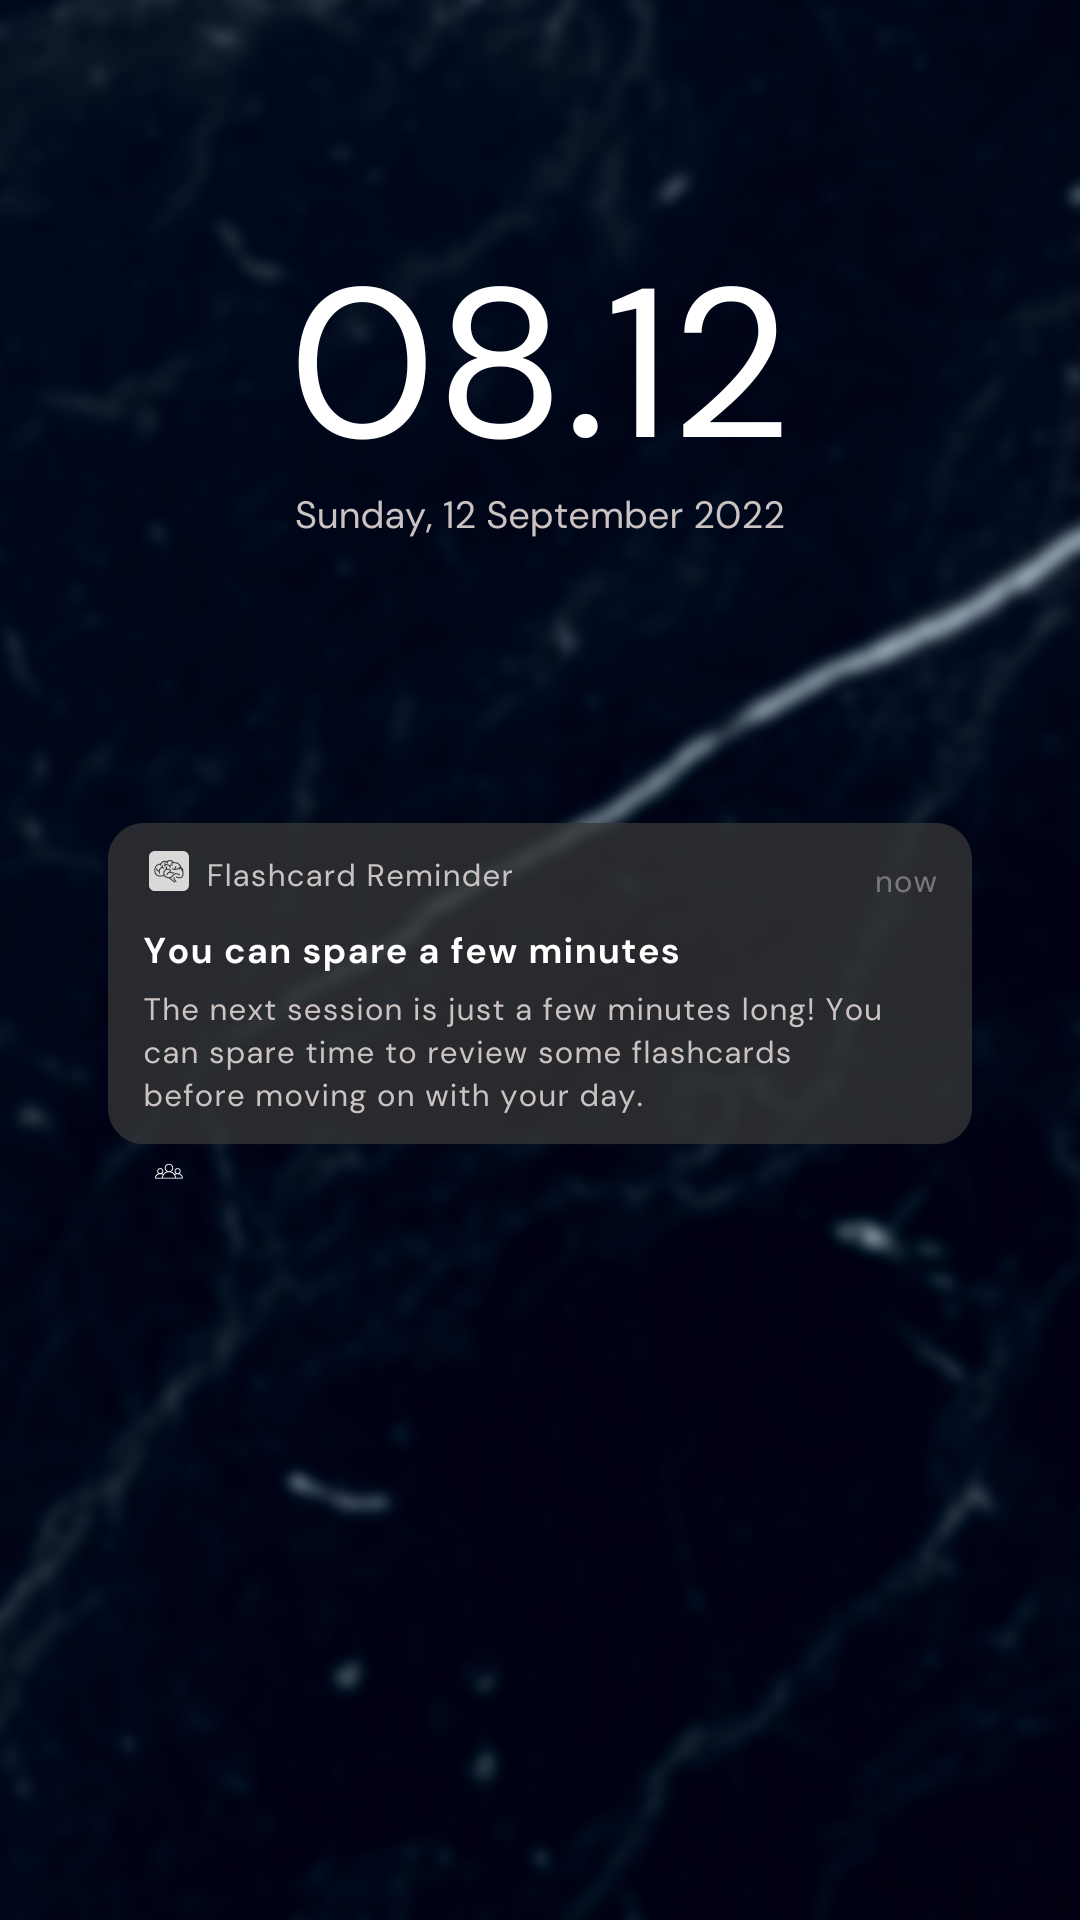 08.12
Sunday, 12 September 2022
Flashcard Reminder
now
You can spare a few minutes
The next session is just a few minutes long! You
can spare time to review some flashcards
before moving on with your day.